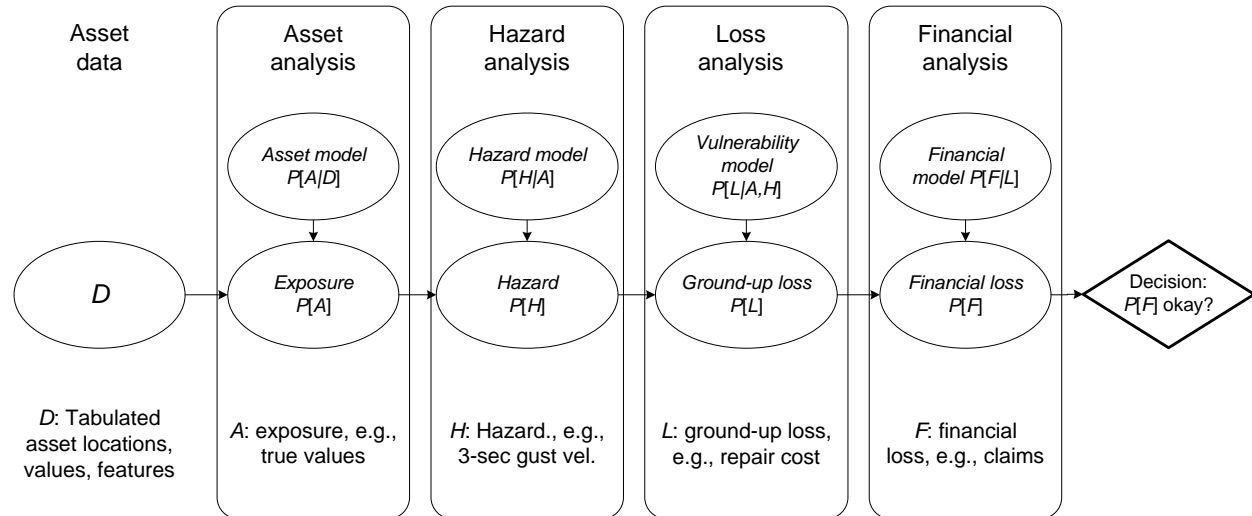 Asset
data
Asset
analysis
Hazard
analysis
Loss
analysis
Financial
analysis
Asset model
P[A|D]
Hazard model
P[H|A]
Vulnerability
model
P[L|A,H]
Financial
model P[F|L]
D
Exposure
P[A]
Hazard
P[H]
Ground-up loss
P[L]
Financial loss
P[F]
Decision:
P[F] okay?
D: Tabulated
asset locations,
values, features
A: exposure, e.g.,
true values
H: Hazard., e.g.,
3-sec gust vel.
L: ground-up loss,
e.g., repair cost
F: financial
loss, e.g., claims